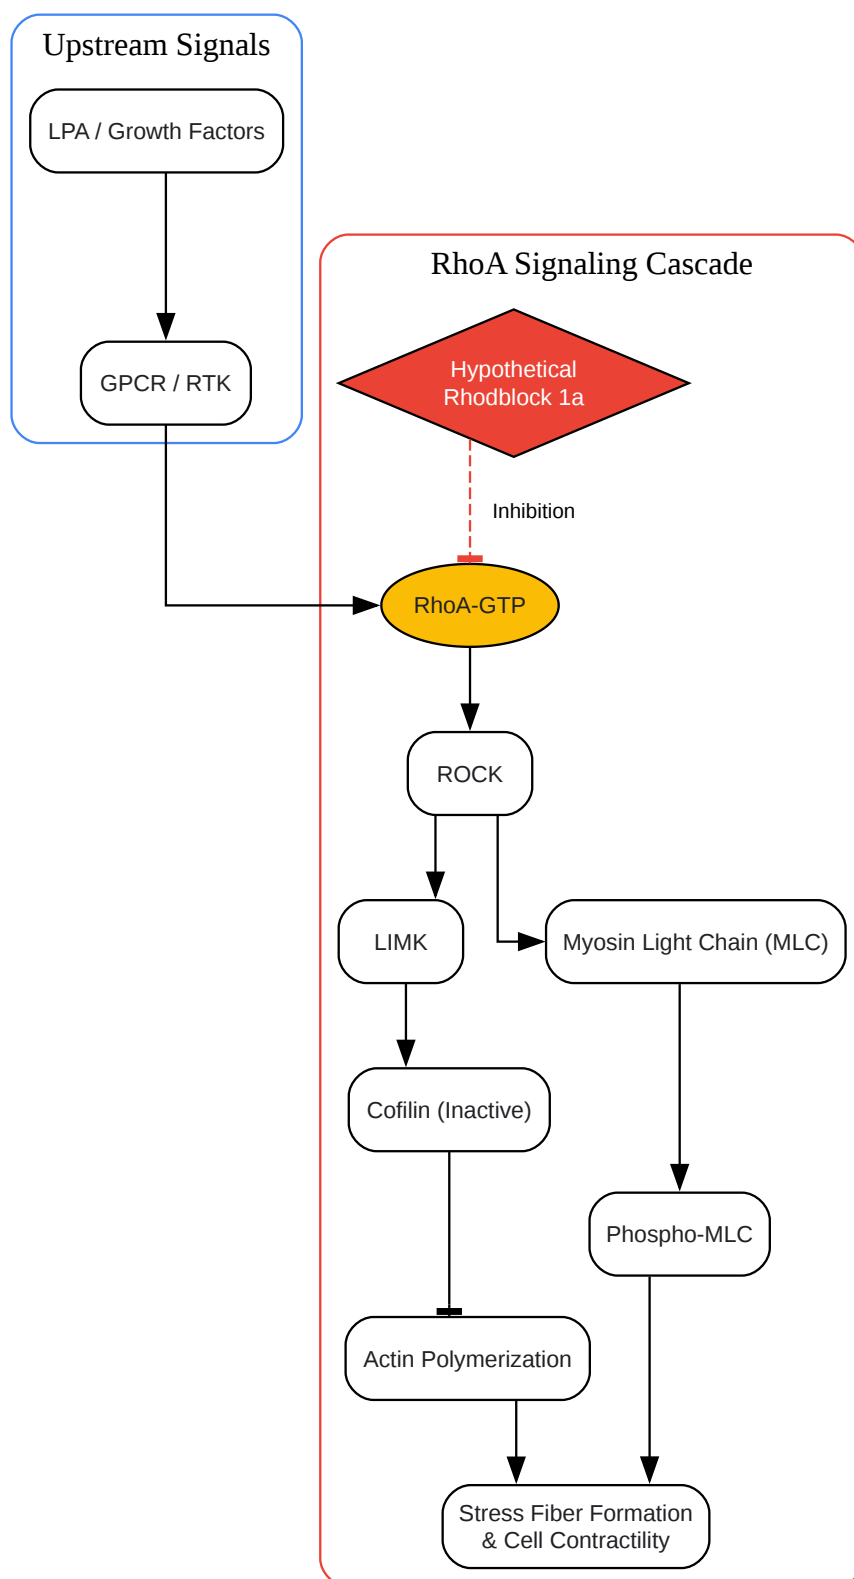 Upstream Signals
LPA / Growth Factors
GPCR / RTK
RhoA Signaling Cascade
Hypothetical
Rhodblock 1a
Inhibition
RhoA-GTP
ROCK
LIMK
Myosin Light Chain (MLC)
Cofilin (Inactive)
Phospho-MLC
Actin Polymerization
Stress Fiber Formation
& Cell Contractility